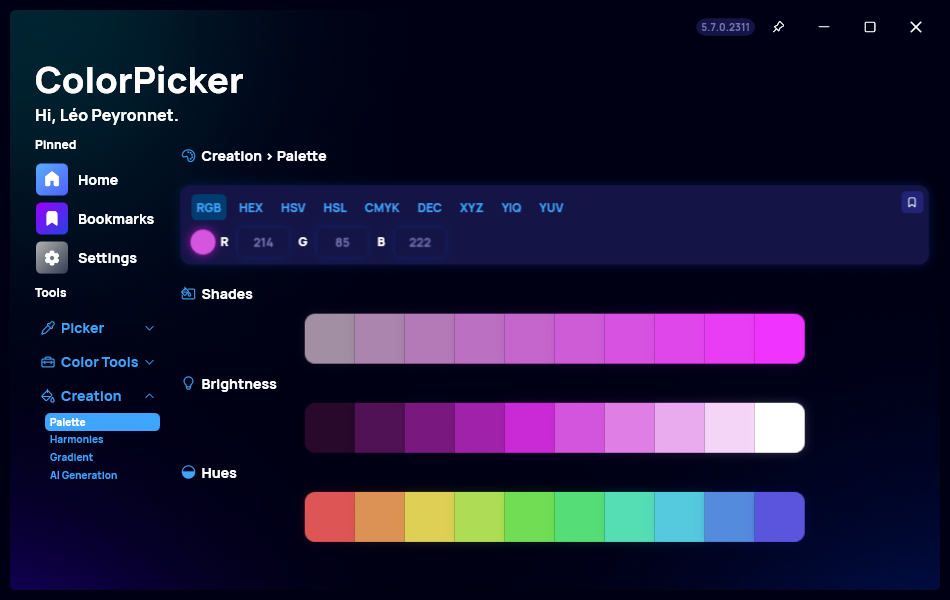 5.7.0.2311
ColorPicker
Hi, Léo Peyronnet.
Pinned
Home
Bookmarks
Settings
Tools
Picker
Color Tools
Creation
Palette
Harmonies
Gradient
AI Generation
Creation › Palette
RGB HEX HSV HSL CMYK DEC XYZ YIQ YUV
R 214 G 85 B 222
Shades
Brightness
Hues